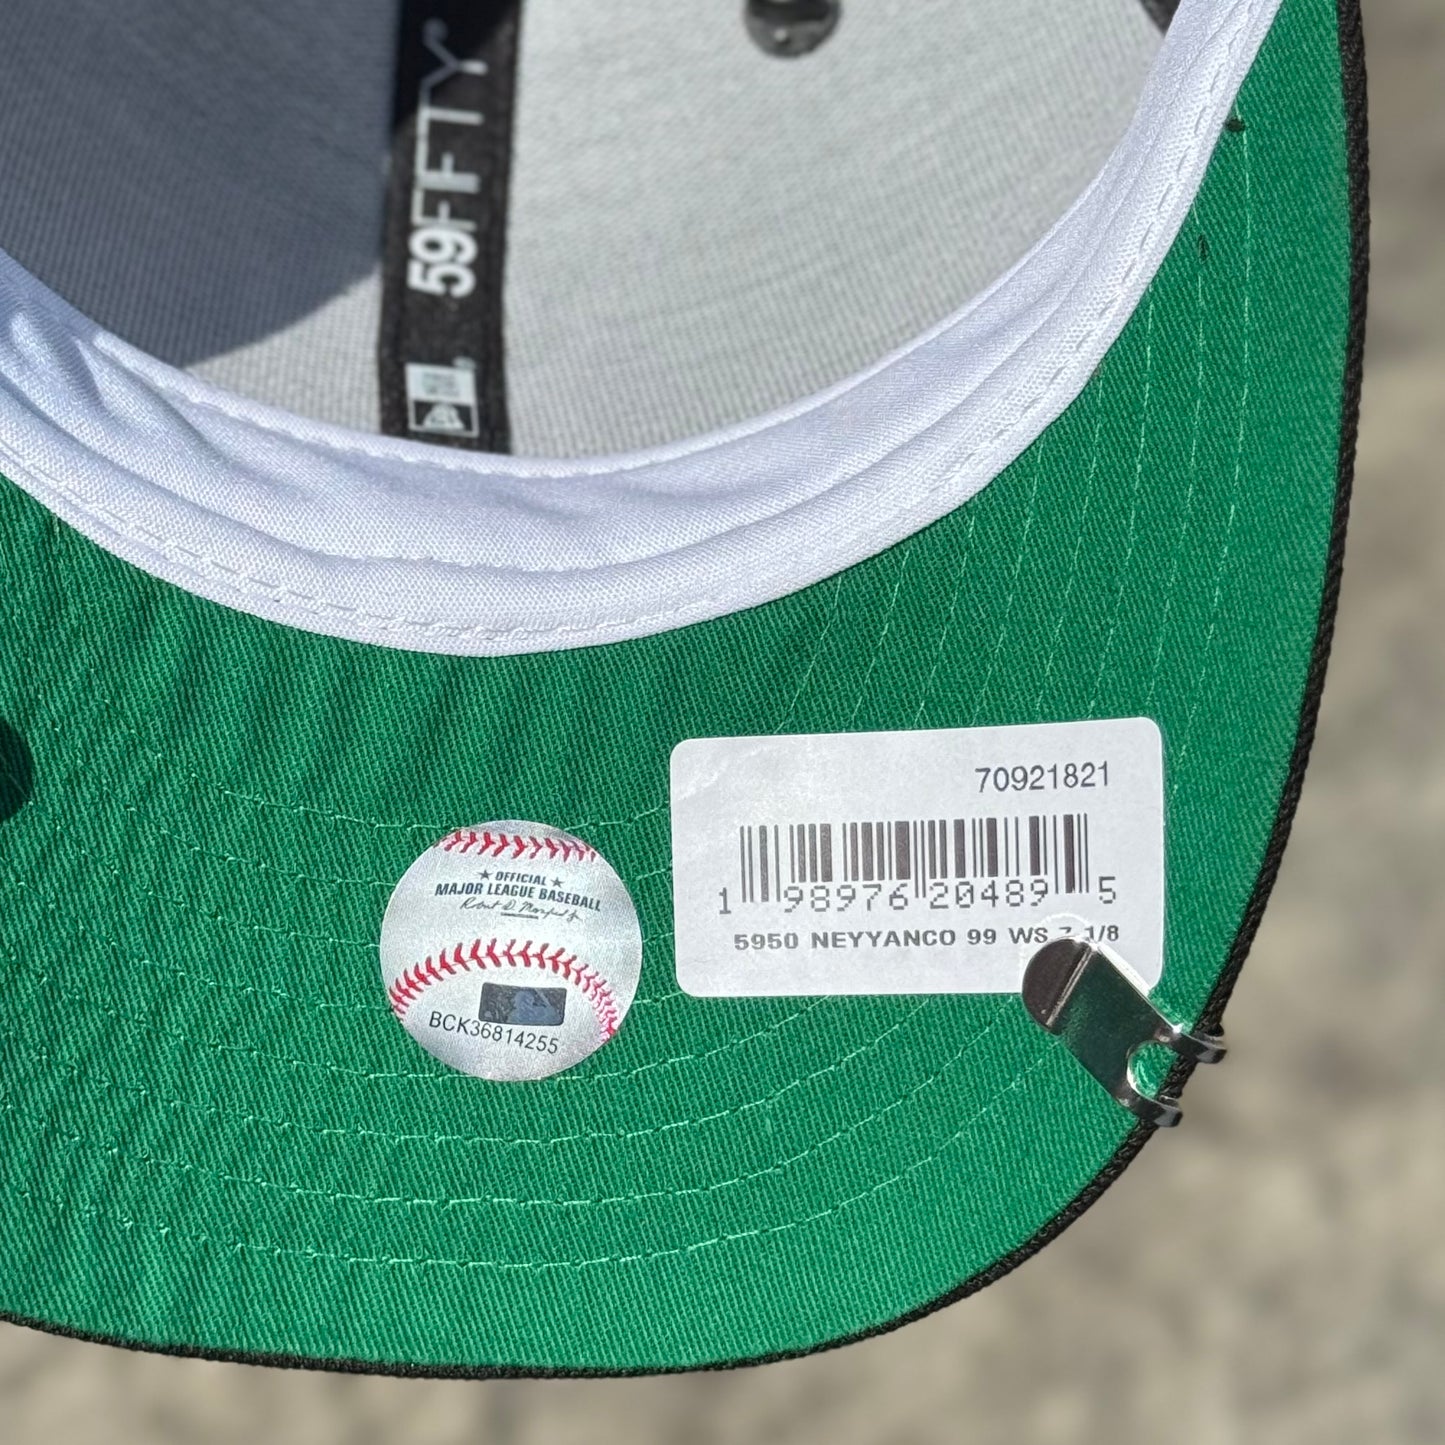 59FIFTY
OFFICIAL
MAJOR LEAGUE BASEBALL
BCK36814255
70921821
1 98976 20489 5
5950 NEYYANCO 99 WS 7 1/8